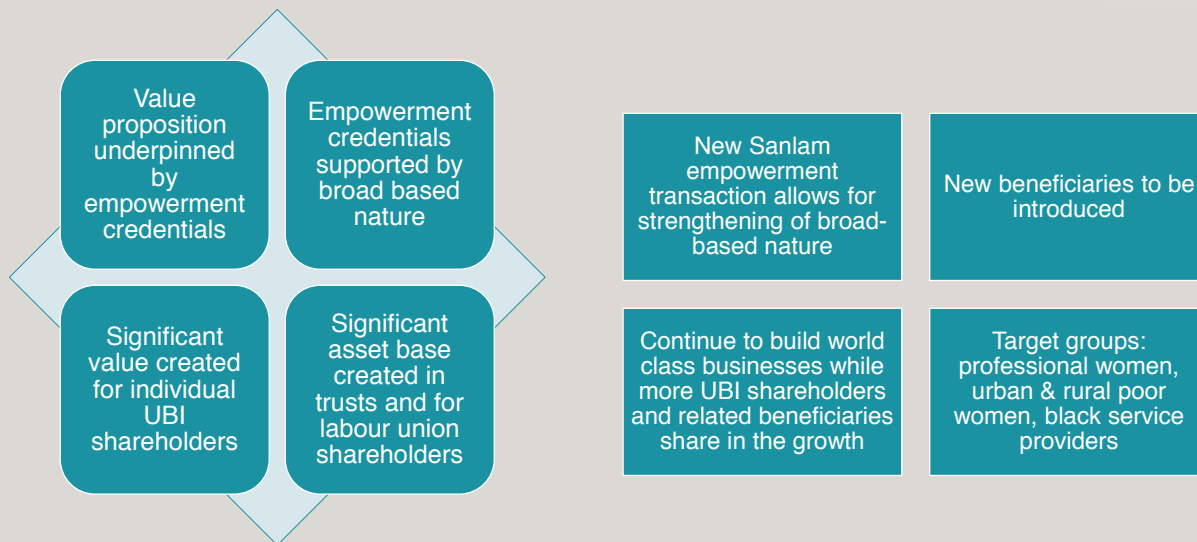 Value
proposition
underpinned
by
empowerment
credentials
Empowerment
credentials
supported by
broad based
nature
Significant
value created
for individual
UBI
shareholders
Significant
asset base
created in
trusts and for
labour union
shareholders
New Sanlam
empowerment
transaction allows for
strengthening of broad-
based nature
New beneficiaries to be
introduced
Continue to build world
class businesses while
more UBI shareholders
and related beneficiaries
share in the growth
Target groups:
professional women,
urban & rural poor
women, black service
providers